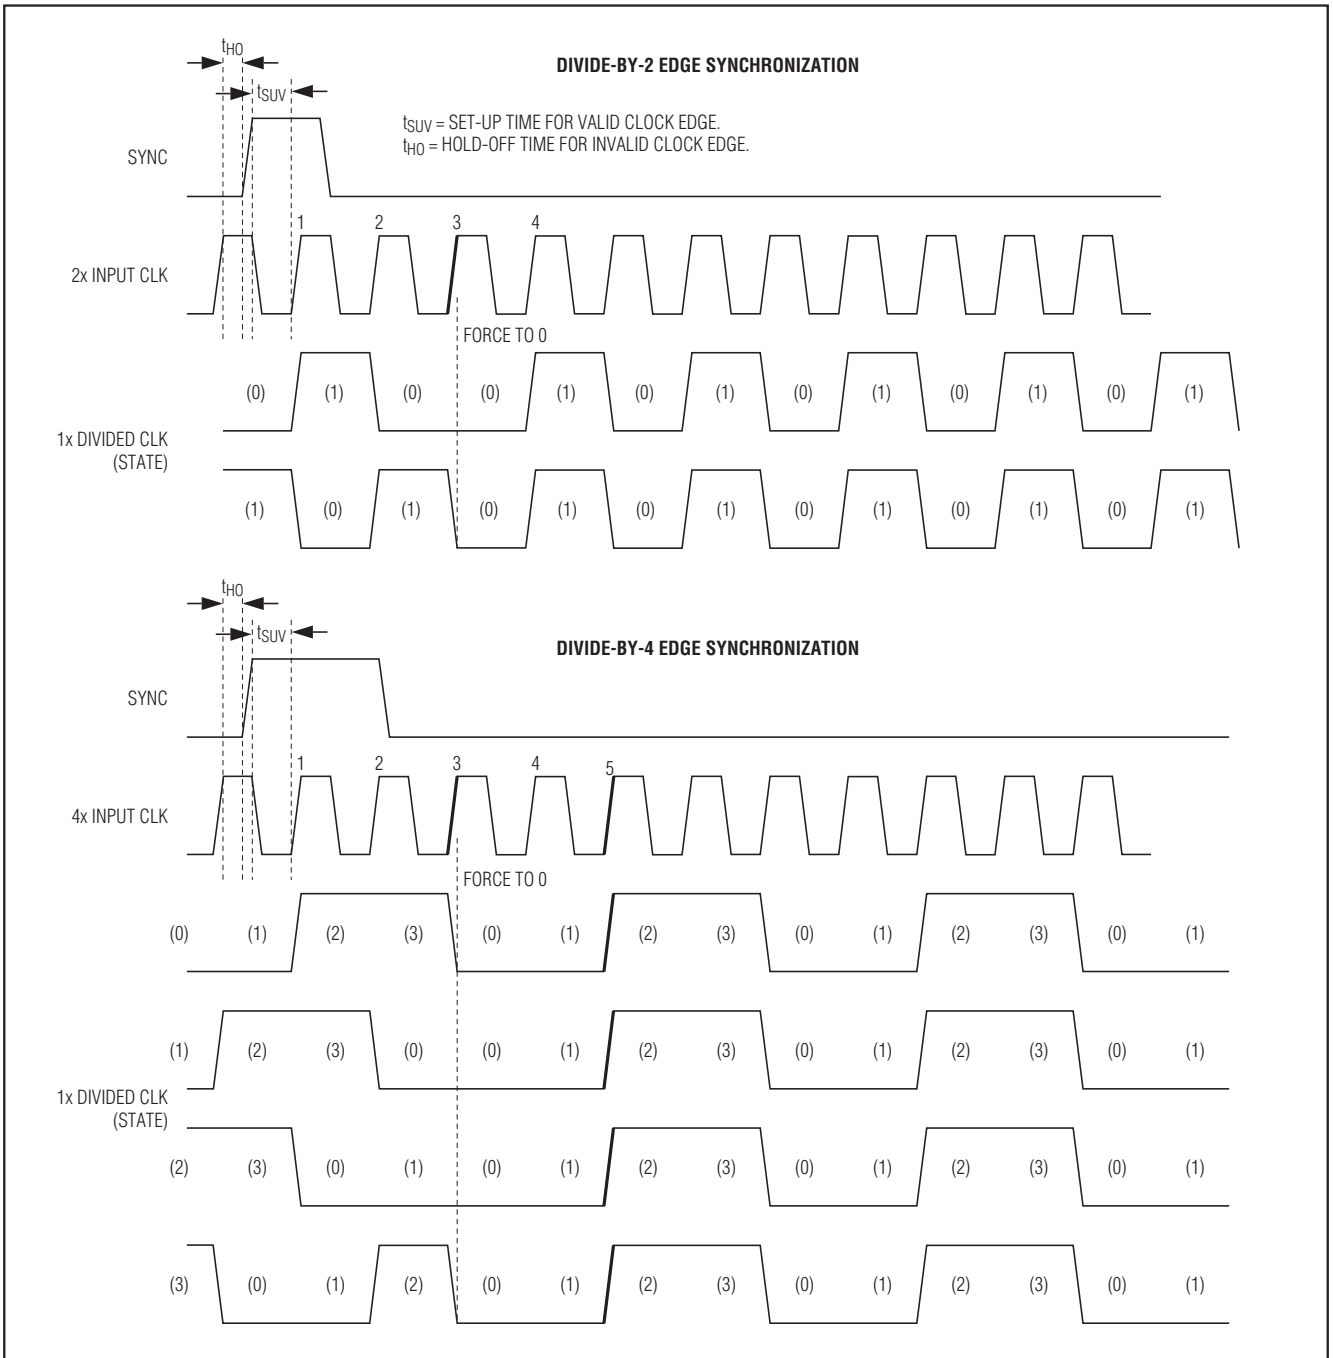 tHO
DIVIDE-BY-2 EDGE SYNCHRONIZATION
tSUV
tSUV = SET-UP TIME FOR VALID CLOCK EDGE.
tHO = HOLD-OFF TIME FOR INVALID CLOCK EDGE.
SYNC
1 2 3 4
2x INPUT CLK
FORCE TO 0
(0) (1) (0) (0) (1) (0) (1) (0) (1) (0) (1) (0) (1)
1x DIVIDED CLK
(STATE)
(1) (0) (1) (0) (1) (0) (1) (0) (1) (0) (1) (0) (1)
tHO
tSUV
DIVIDE-BY-4 EDGE SYNCHRONIZATION
SYNC
1 2 3 4 5
4x INPUT CLK
FORCE TO 0
(0) (1) (2) (3) (0) (1) (2) (3) (0) (1) (2) (3) (0) (1)
(1) (2) (3) (0) (0) (1) (2) (3) (0) (1) (2) (3) (0) (1)
1x DIVIDED CLK
(STATE)
(2) (3) (0) (1) (0) (1) (2) (3) (0) (1) (2) (3) (0) (1)
(3) (0) (1) (2) (0) (1) (2) (3) (0) (1) (2) (3) (0) (1)